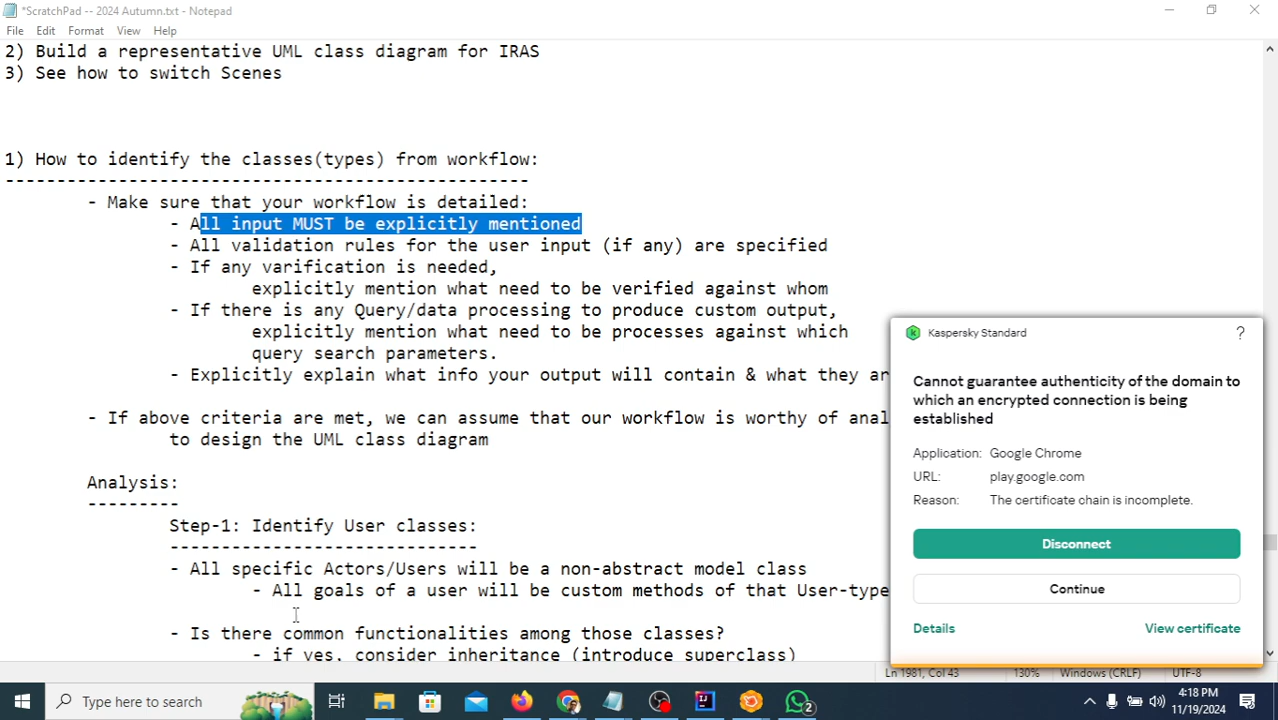 *ScratchPad -- 2024 Autumn.txt - Notepad
File Edit Format View Help
2) Build a representative UML class diagram for IRAS
3) See how to switch Scenes
1) How to identify the classes(types) from workflow:
---------------------------------------------------
- Make sure that your workflow is detailed:
- All input MUST be explicitly mentioned
- All validation rules for the user input (if any) are specified
- If any varification is needed,
explicitly mention what need to be verified against whom
- If there is any Query/data processing to produce custom output,
explicitly mention what need to be processes against which
query search parameters.
- Explicitly explain what info your output will contain & what they are
- If above criteria are met, we can assume that our workflow is worthy of anal
to design the UML class diagram
Analysis:
---------
Step-1: Identify User classes:
------------------------------
- All specific Actors/Users will be a non-abstract model class
- All goals of a user will be custom methods of that User-type
- Is there common functionalities among those classes?
- if yes, consider inheritance (introduce superclass)
Kaspersky Standard ?
Cannot guarantee authenticity of the domain to
which an encrypted connection is being
established
Application: Google Chrome
URL: play.google.com
Reason: The certificate chain is incomplete.
Disconnect
Continue
Details View certificate
Ln 1981, Col 43 130% Windows (CRLF) UTF-8
Type here to search
2
4:18 PM
11/19/2024